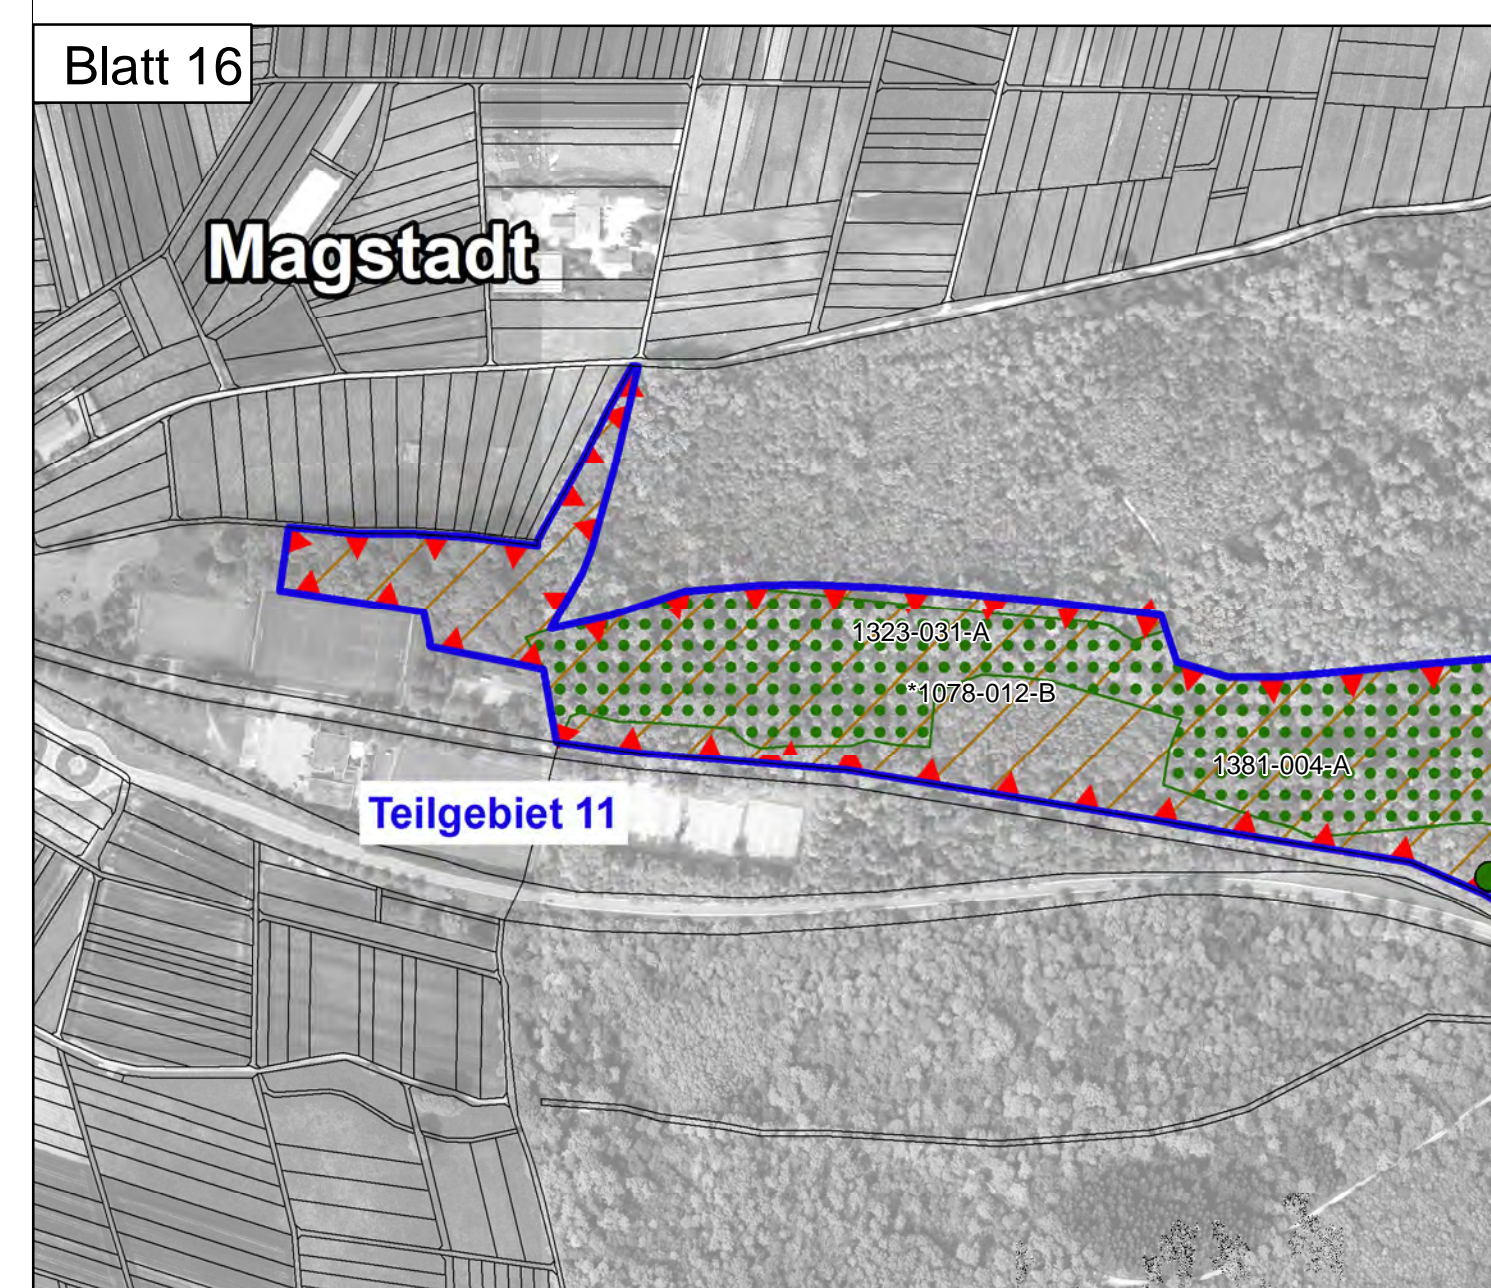 Blatt 16
Magstadt
1323-031-A
*1078-012-B
1381-004-A
Teilgebiet 11